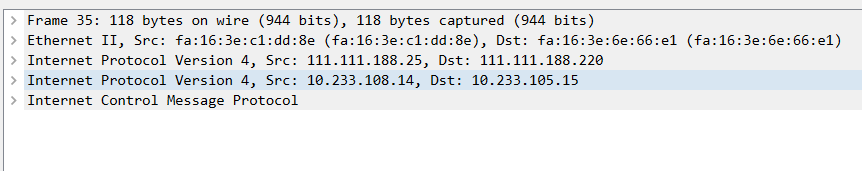 Frame 35: 118 bytes on wire (944 bits), 118 bytes captured (944 bits)
Ethernet II, Src: fa:16:3e:c1:dd:8e (fa:16:3e:c1:dd:8e), Dst: fa:16:3e:6e:66:e1 (fa:16:3e:6e:66:e1)
Internet Protocol Version 4, Src: 111.111.188.25, Dst: 111.111.188.220
Internet Protocol Version 4, Src: 10.233.108.14, Dst: 10.233.105.15
Internet Control Message Protocol